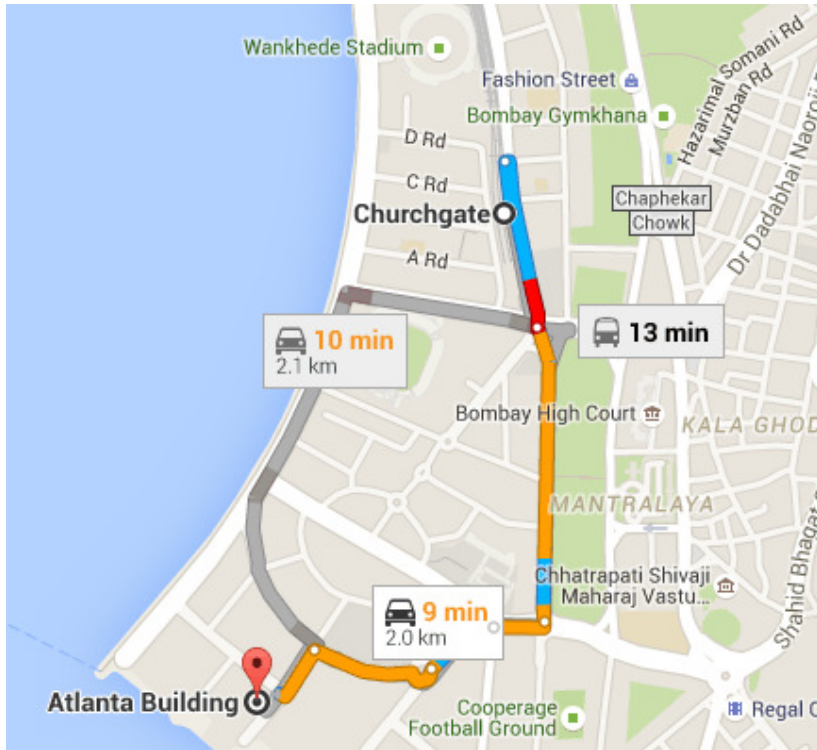 Wankhede Stadium
Hazarimal Somani Rd
Murzban Rd
Fashion Street
Bombay Gymkhana
Dr Dadabhai Naoroji
D Rd
C Rd
Chaphekar
Chowk
Churchgate
A Rd
10 min
2.1 km
13 min
Bombay High Court
KALA GHOD
MANTRALAYA
Chhatrapati Shivaji
Maharaj Vastu...
Shahid Bhagat
9 min
2.0 km
Atlanta Building
Cooperage
Football Ground
Regal C